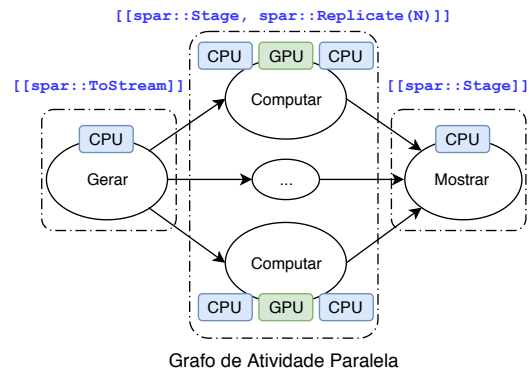 [[spar::Stage, spar::Replicate(N)]]
[[spar::ToStream]]
[[spar::Stage]]
CPU GPU CPU
Computar
CPU
Gerar
...
CPU
Mostrar
Computar
CPU GPU CPU
Grafo de Atividade Paralela